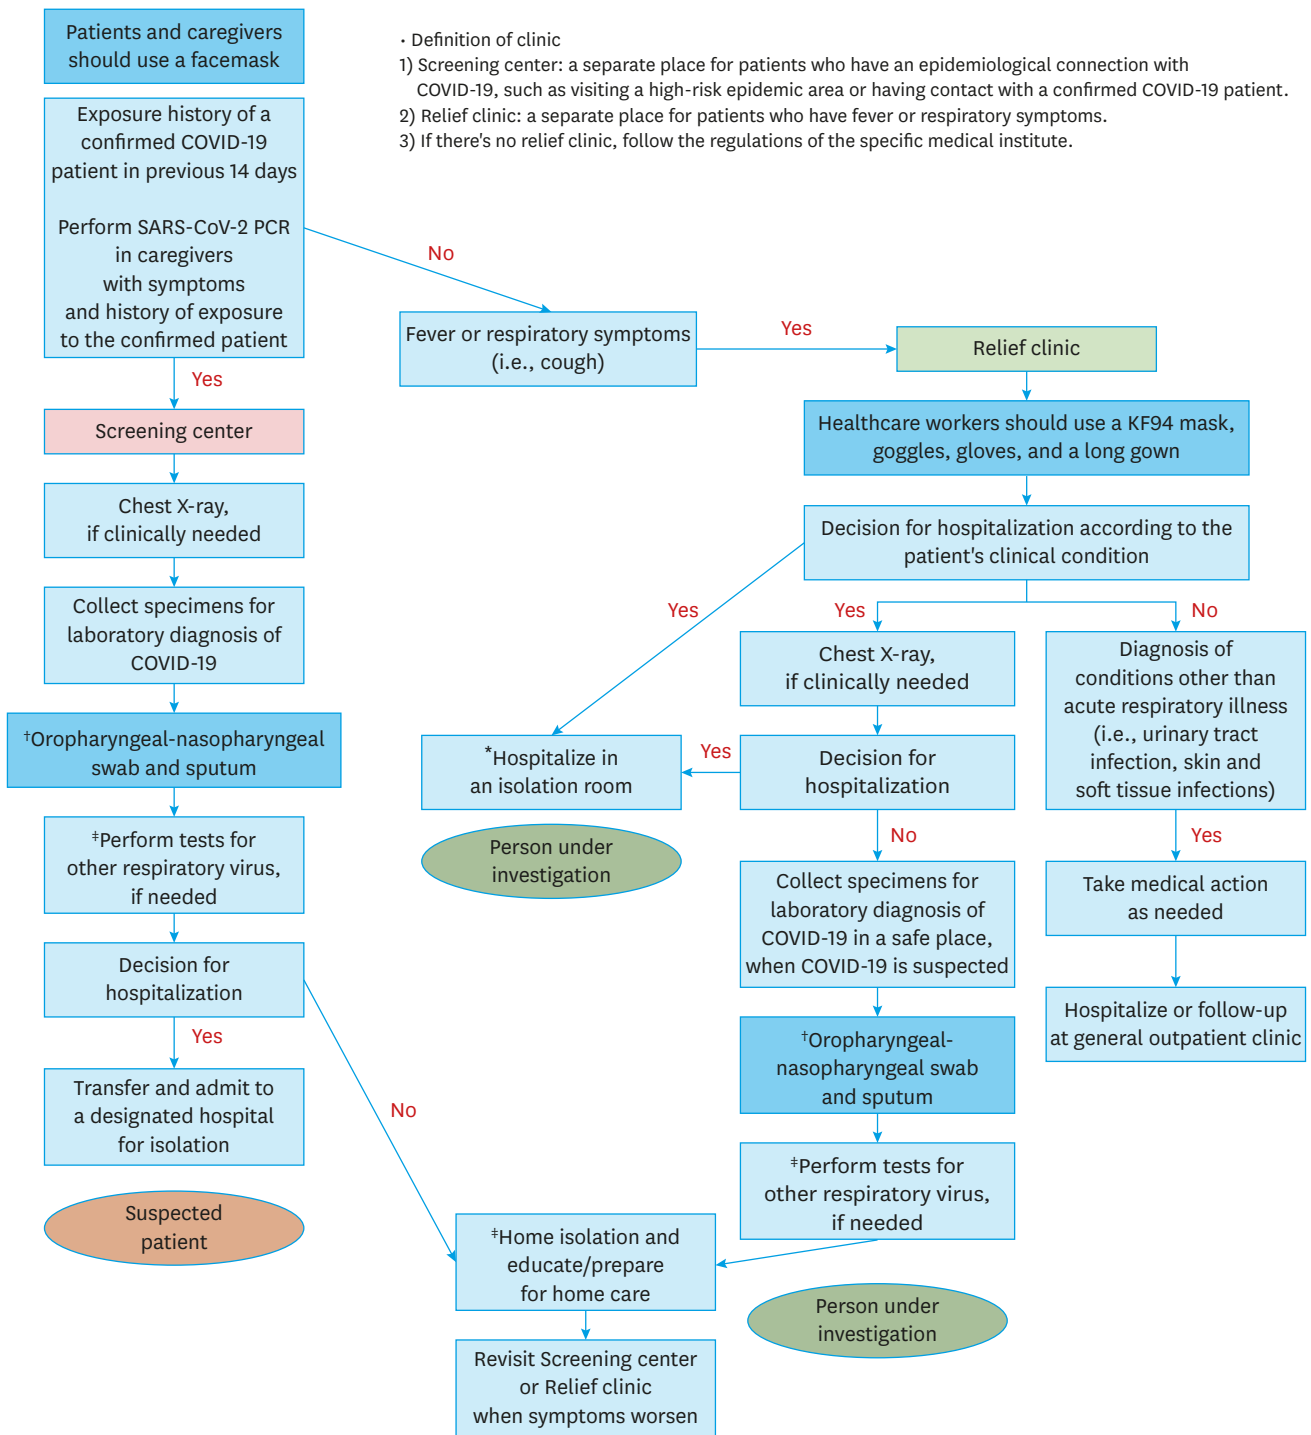 Patients and caregivers
should use a facemask
· Definition of clinic
1) Screening center: a separate place for patients who have an epidemiological connection with
COVID-19, such as visiting a high-risk epidemic area or having contact with a confirmed COVID-19 patient.
2) Relief clinic: a separate place for patients who have fever or respiratory symptoms.
3) If there's no relief clinic, follow the regulations of the specific medical institute.
Exposure history of a
confirmed COVID-19
patient in previous 14 days
Perform SARS-CoV-2 PCR
in caregivers
with symptoms
and history of exposure
to the confirmed patient
No
Yes
Fever or respiratory symptoms
(i.e., cough)
Yes
Relief clinic
Screening center
Chest X-ray,
if clinically needed
Collect specimens for
laboratory diagnosis of
COVID-19
†Oropharyngeal-nasopharyngeal
swab and sputum
‡Perform tests for
other respiratory virus,
if needed
Decision for
hospitalization
Yes
No
Transfer and admit to
a designated hospital
for isolation
Suspected
patient
Healthcare workers should use a KF94 mask,
goggles, gloves, and a long gown
Decision for hospitalization according to the
patient's clinical condition
Yes
Yes
No
Chest X-ray,
if clinically needed
Decision for
hospitalization
Yes
*Hospitalize in
an isolation room
Person under
investigation
No
Collect specimens for
laboratory diagnosis of
COVID-19 in a safe place,
when COVID-19 is suspected
†Oropharyngeal-
nasopharyngeal swab
and sputum
‡Perform tests for
other respiratory virus,
if needed
Diagnosis of
conditions other than
acute respiratory illness
(i.e., urinary tract
infection, skin and
soft tissue infections)
Yes
Take medical action
as needed
Hospitalize or follow-up
at general outpatient clinic
‡Home isolation and
educate/prepare
for home care
Person under
investigation
Revisit Screening center
or Relief clinic
when symptoms worsen